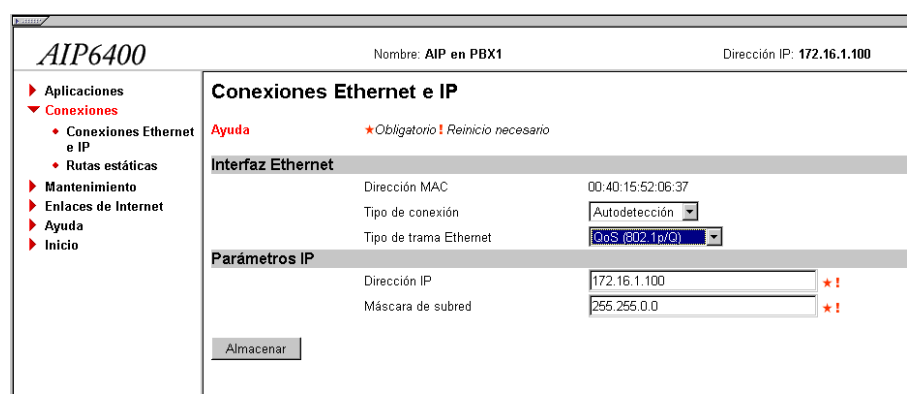 AIP6400
Nombre: AIP en PBX1
Dirección IP: 172.16.1.100
Aplicaciones
Conexiones
Conexiones Ethernet
e IP
Rutas estáticas
Mantenimiento
Enlaces de Internet
Ayuda
Inicio
Conexiones Ethernet e IP
Ayuda
★Obligatorio ! Reinicio necesario
Interfaz Ethernet
Dirección MAC 00:40:15:52:06:37
Tipo de conexión Autodetección
Tipo de trama Ethernet QoS (802.1p/Q)
Parámetros IP
Dirección IP 172.16.1.100 ★!
Máscara de subred 255.255.0.0 ★!
Almacenar